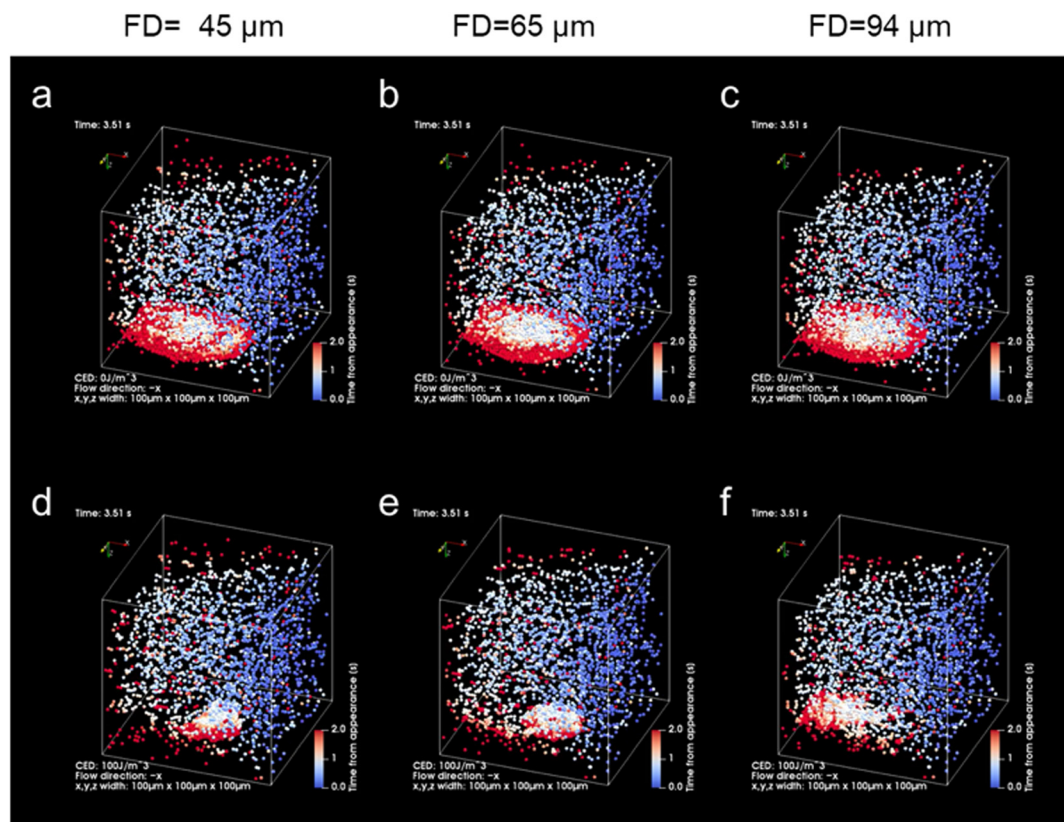 FD= 45 µm
FD=65 µm
FD=94 µm
a
b
c
Time: 3.51 s
Time: 3.51 s
Time: 3.51 s
x
z
x
z
x
z
Time from appearance (s)
2.0
1
0.0
Time from appearance (s)
2.0
1
0.0
Time from appearance (s)
2.0
1
0.0
CED: 0J/m^3
Flow direction: -x
x,y,z width: 100µm x 100µm x 100µm
CED: 0J/m^3
Flow direction: -x
x,y,z width: 100µm x 100µm x 100µm
CED: 0J/m^3
Flow direction: -x
x,y,z width: 100µm x 100µm x 100µm
d
e
f
Time: 3.51 s
Time: 3.51 s
Time: 3.51 s
x
z
x
z
x
z
Time from appearance (s)
2.0
1
0.0
Time from appearance (s)
2.0
1
0.0
Time from appearance (s)
2.0
1
0.0
CED: 100J/m^3
Flow direction: -x
x,y,z width: 100µm x 100µm x 100µm
CED: 100J/m^3
Flow direction: -x
x,y,z width: 100µm x 100µm x 100µm
CED: 100J/m^3
Flow direction: -x
x,y,z width: 100µm x 100µm x 100µm